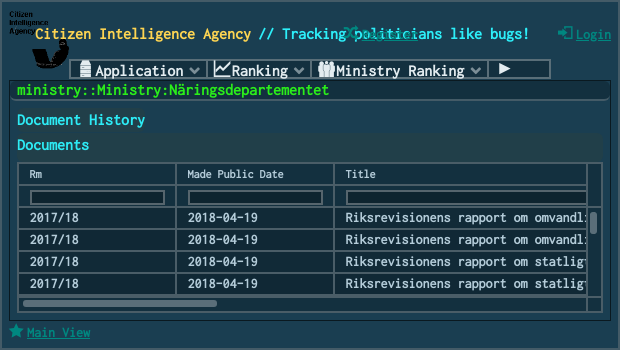 Citizen
Intelligence
Agency
Citizen Intelligence Agency // Tracking politicians like bugs!
Register
Login
Application
Ranking
Ministry Ranking
ministry::Ministry:Näringsdepartementet
Document History
Documents
Rm Made Public Date Title
2017/18 2018-04-19 Riksrevisionens rapport om omvandli
2017/18 2018-04-19 Riksrevisionens rapport om omvandli
2017/18 2018-04-19 Riksrevisionens rapport om statlig
2017/18 2018-04-19 Riksrevisionens rapport om statlig
Main View